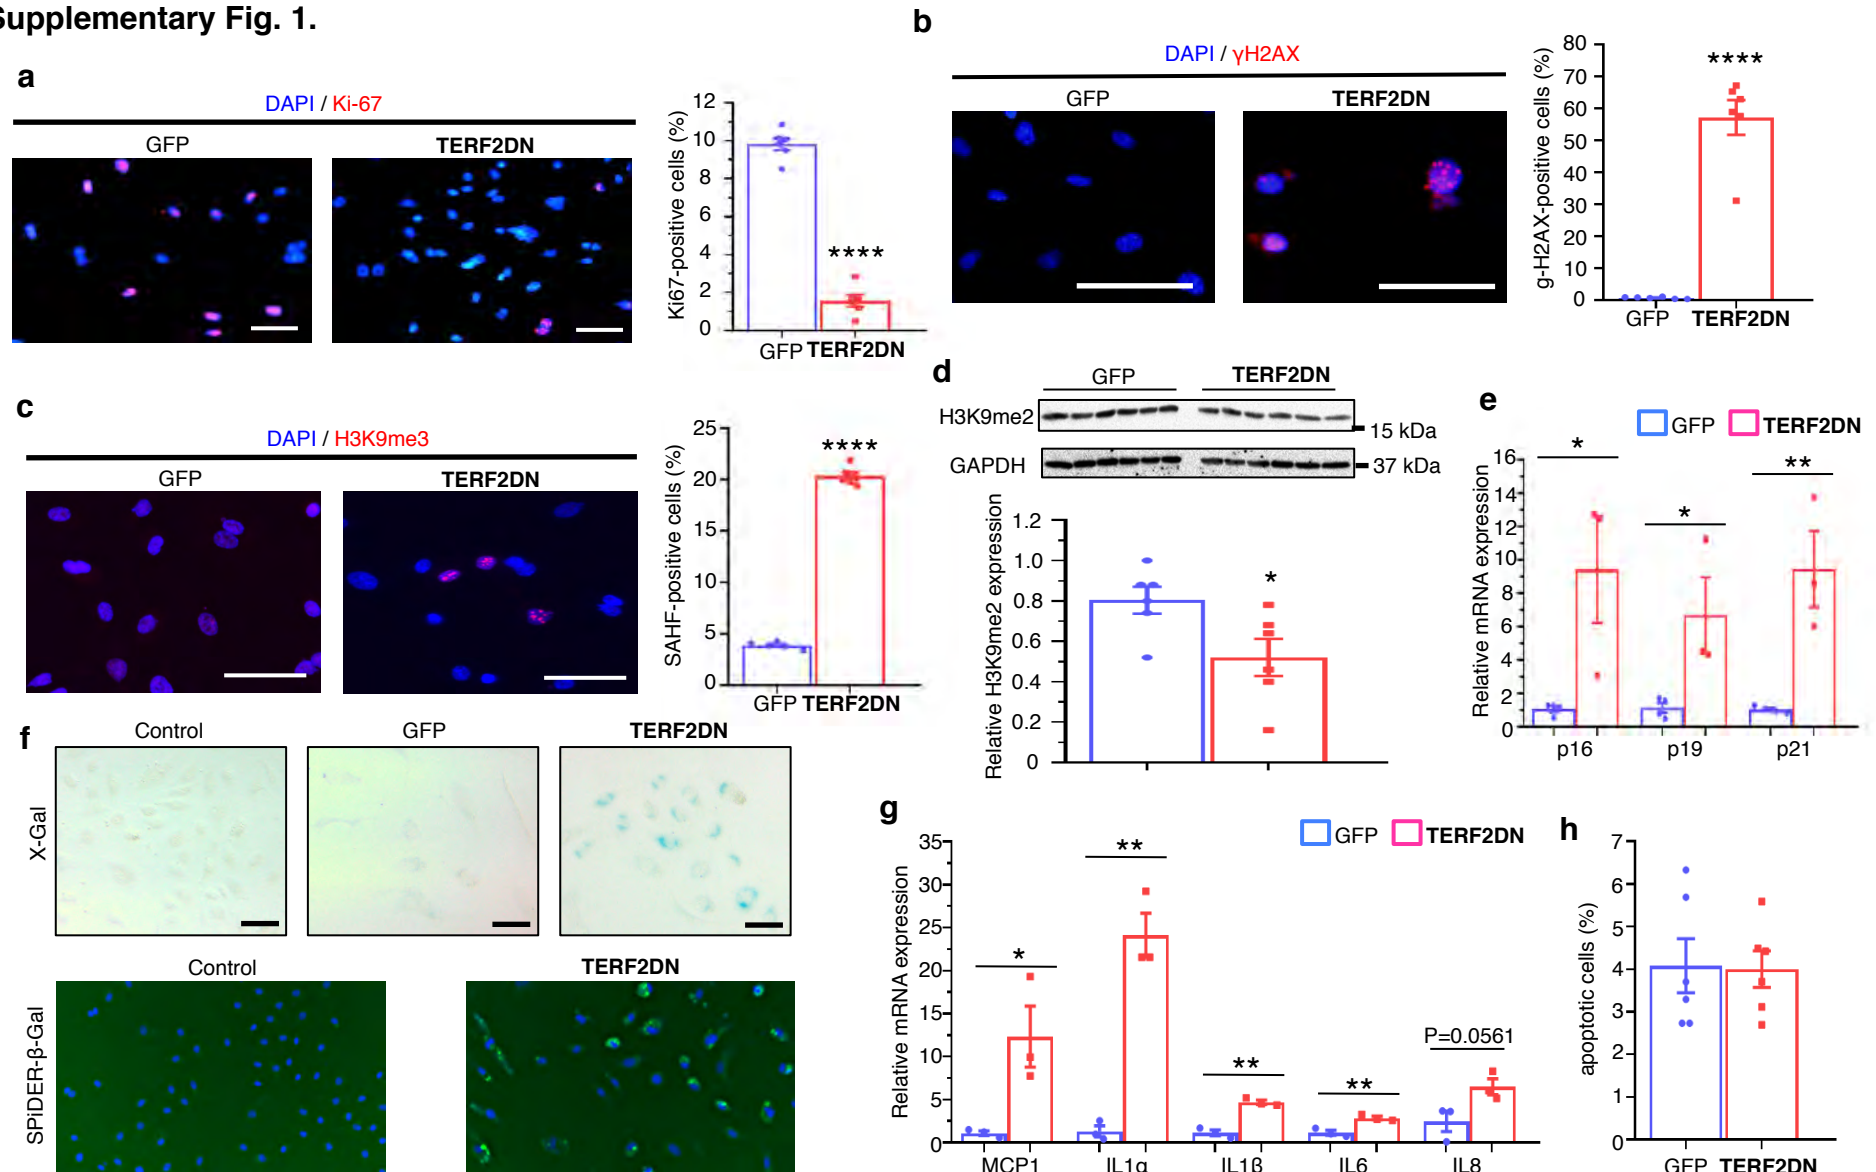 Supplementary Fig. 1.
a
DAPI / Ki-67
GFP
TERF2DN
Ki67-positive cells (%)
12
10
8
6
4
2
0
****
GFP TERF2DN
b
DAPI / γH2AX
GFP
TERF2DN
g-H2AX-positive cells (%)
80
70
60
50
40
30
20
10
0
****
GFP TERF2DN
c
DAPI / H3K9me3
GFP
TERF2DN
SAHF-positive cells (%)
25
20
15
10
5
0
****
GFP TERF2DN
d
GFP
TERF2DN
H3K9me2
15 kDa
GAPDH
37 kDa
Relative H3K9me2 expression
1.2
1.0
0.8
0.6
0.4
0.2
0
*
e
GFP TERF2DN
Relative mRNA expression
16
14
12
10
8
6
4
2
0
*
*
**
p16 p19 p21
f
Control
GFP
TERF2DN
X-Gal
Control
TERF2DN
SPiDER-β-Gal
g
GFP TERF2DN
Relative mRNA expression
35
30
25
20
15
10
5
0
*
**
**
**
P=0.0561
MCP1 IL1α IL1β IL6 IL8
h
apoptotic cells (%)
7
6
5
4
3
2
1
0
GFP TERF2DN